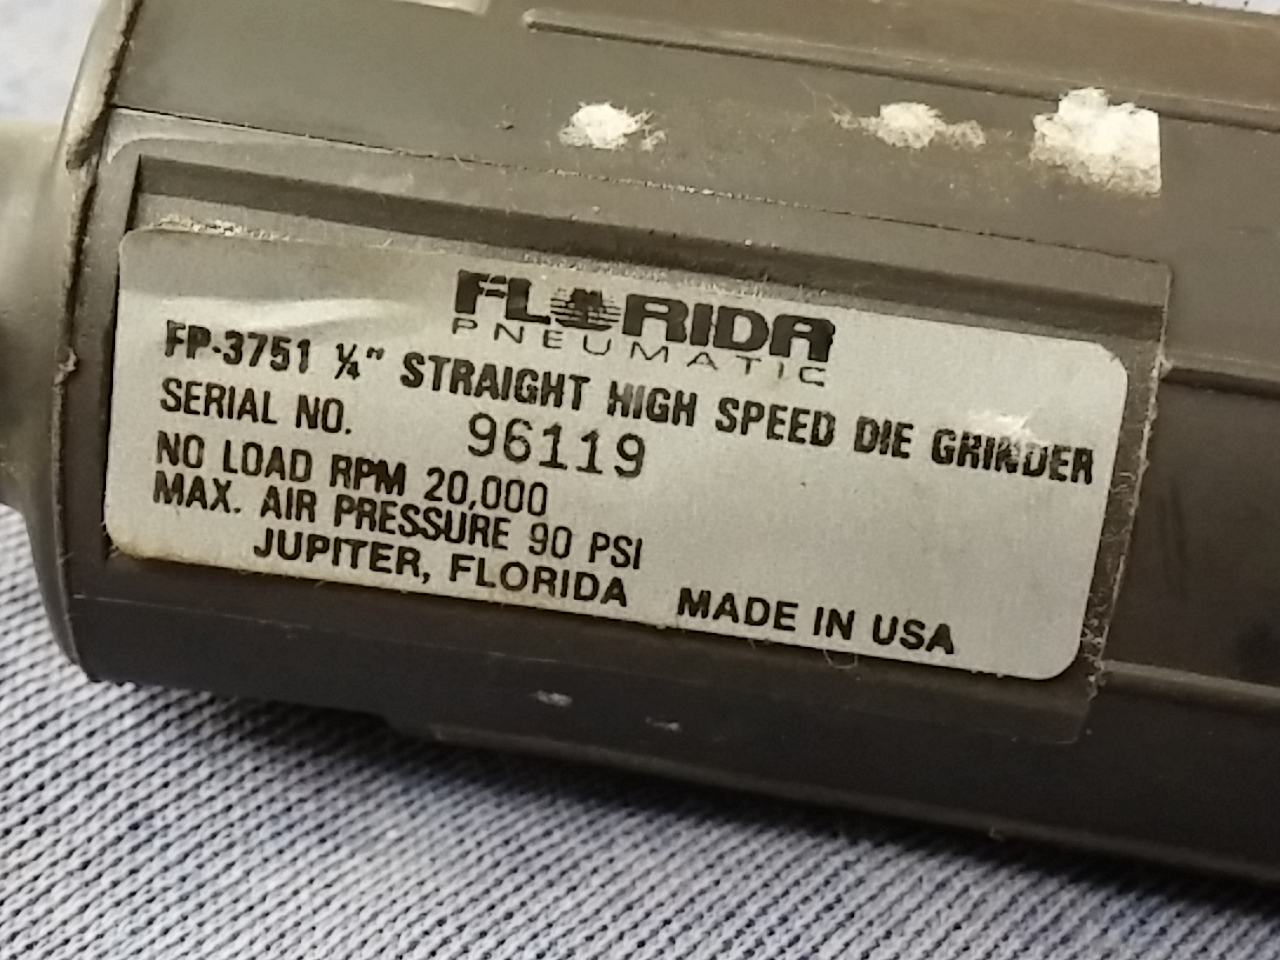 FLORIDA
PNEUMATIC
FP-3751 ¼" STRAIGHT HIGH SPEED DIE GRINDER
SERIAL NO. 96119
NO LOAD RPM 20,000
MAX. AIR PRESSURE 90 PSI
JUPITER, FLORIDA MADE IN USA